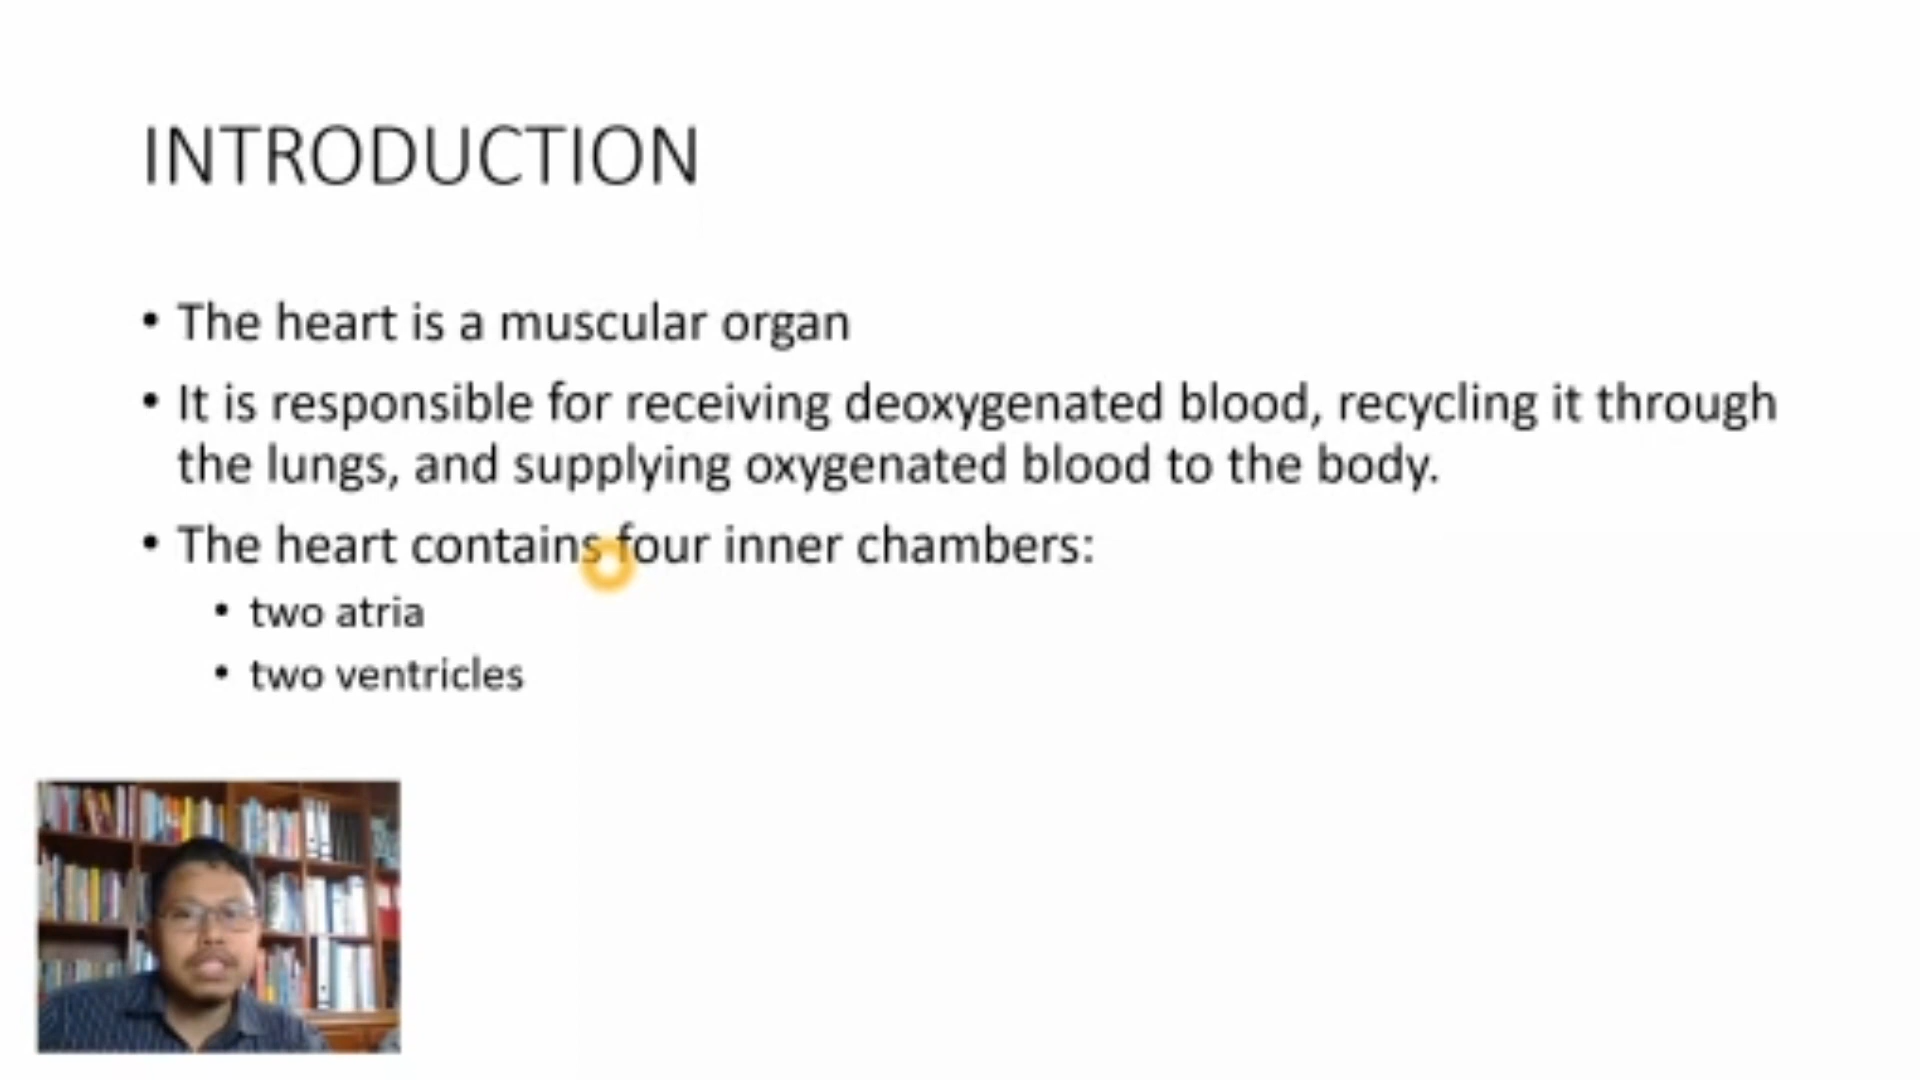 INTRODUCTION
• The heart is a muscular organ
• It is responsible for receiving deoxygenated blood, recycling it through
the lungs, and supplying oxygenated blood to the body.
• The heart contains four inner chambers:
• two atria
• two ventricles